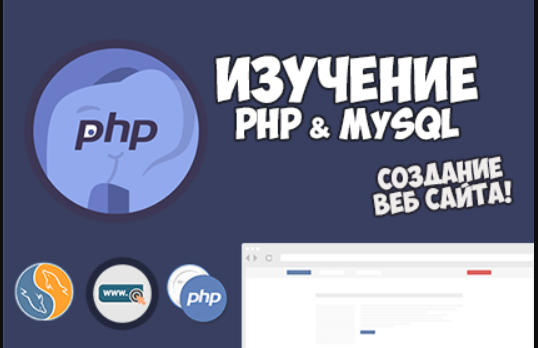 php
ИЗУЧЕНИЕ
PHP & MYSQL
СОЗДАНИЕ
ВЕБ САЙТА!
www.
php